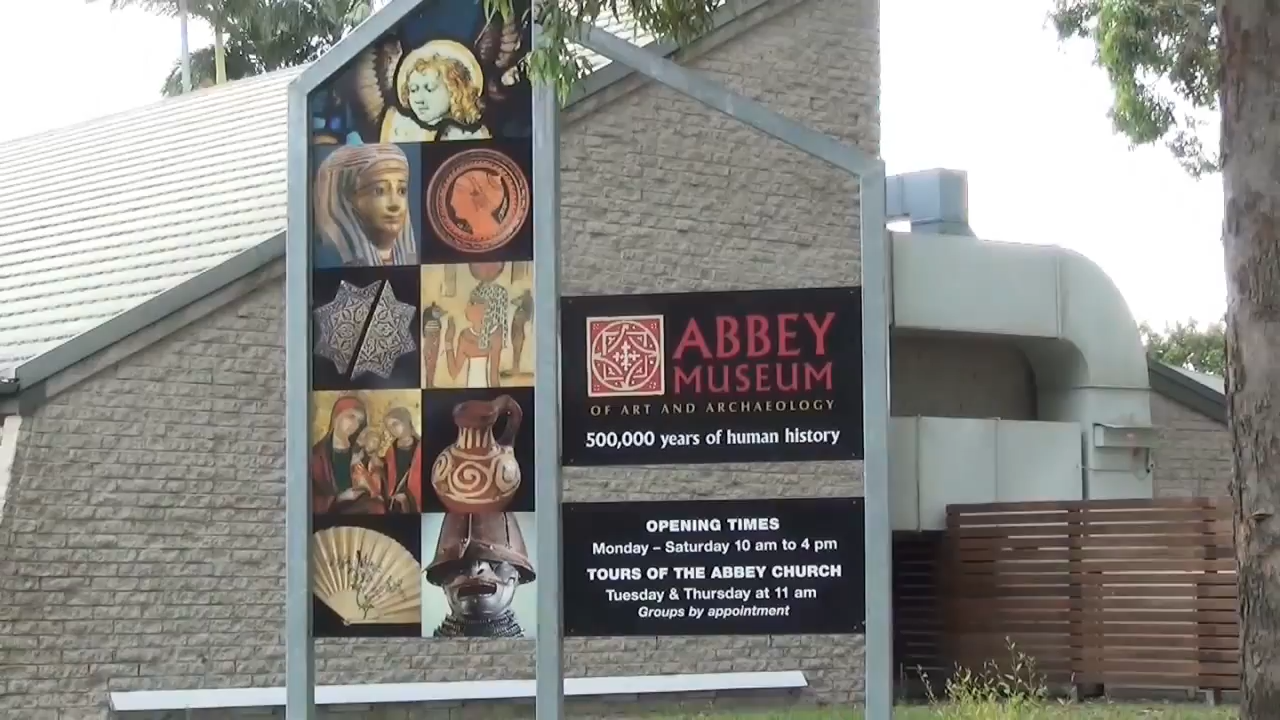 ABBEY
MUSEUM
OF ART AND ARCHAEOLOGY
500,000 years of human history
OPENING TIMES
Monday – Saturday 10 am to 4 pm
TOURS OF THE ABBEY CHURCH
Tuesday & Thursday at 11 am
Groups by appointment